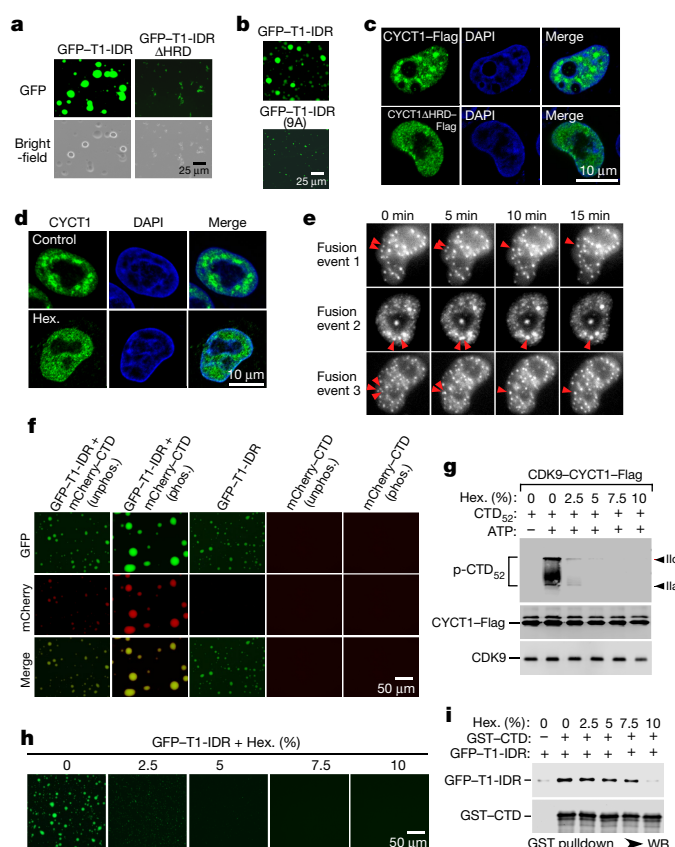 a
GFP–T1-IDR
GFP–T1-IDR ΔHRD
GFP
Bright-field
25 μm
b
GFP–T1-IDR
GFP–T1-IDR (9A)
25 μm
c
CYCT1–Flag DAPI Merge
CYCT1ΔHRD–Flag DAPI Merge
10 μm
d
CYCT1 DAPI Merge
Control
Hex.
10 μm
e
0 min 5 min 10 min 15 min
Fusion event 1
Fusion event 2
Fusion event 3
f
GFP–T1-IDR + mCherry–CTD (unphos.)
GFP–T1-IDR + mCherry–CTD (phos.)
GFP–T1-IDR
mCherry–CTD (unphos.)
mCherry–CTD (phos.)
GFP
mCherry
Merge
50 μm
g
CDK9–CYCT1–Flag
Hex. (%): 0 0 2.5 5 7.5 10
CTD52: + + + + + +
ATP: – + + + + +
p-CTD52
CYCT1–Flag
CDK9
h
GFP–T1-IDR + Hex. (%)
0 2.5 5 7.5 10
50 μm
i
Hex. (%): 0 0 2.5 5 7.5 10
GST–CTD: – + + + + +
GFP–T1-IDR: + + + + + +
GFP–T1-IDR
GST–CTD
GST pulldown ➤ WB